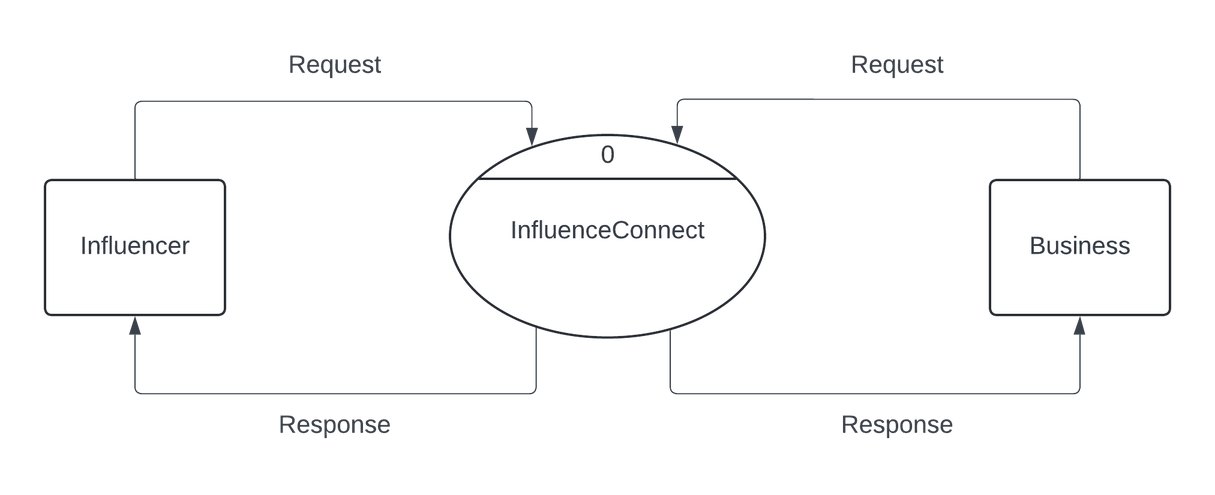 Request
Request
0
InfluenceConnect
Influencer
Business
Response
Response